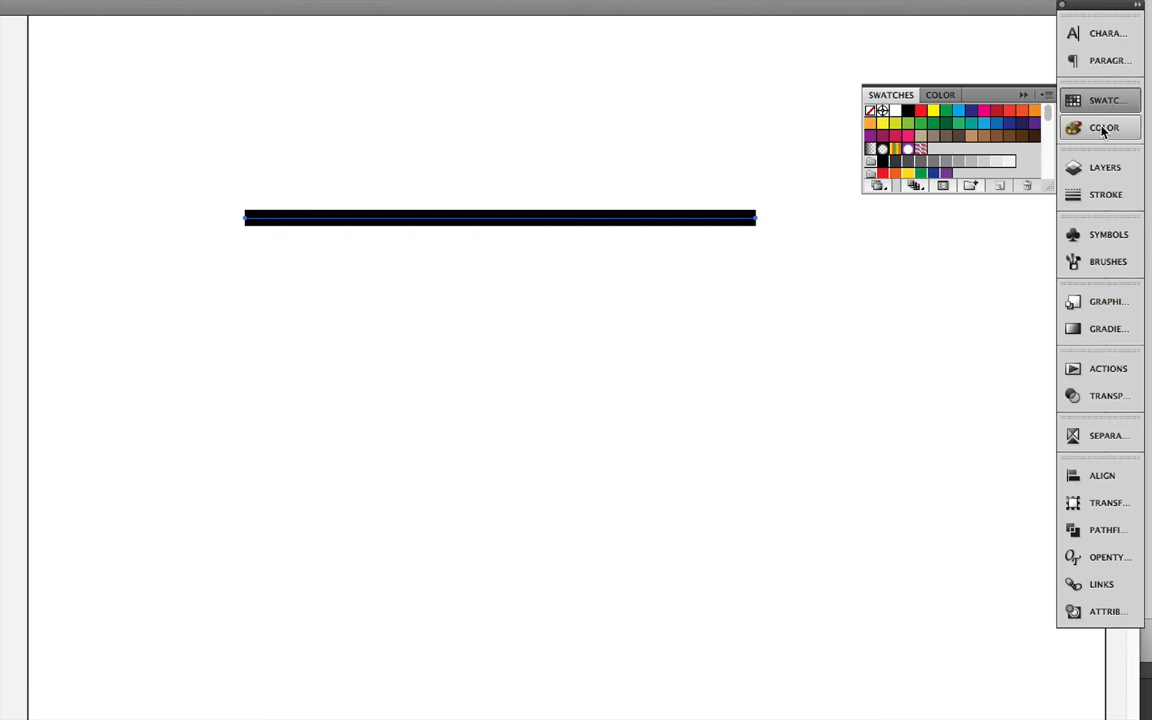 CHARA...
PARAGR...
SWATCHES COLOR
SWATC...
COLOR
LAYERS
STROKE
SYMBOLS
BRUSHES
GRAPHI...
GRADIE...
ACTIONS
TRANSP...
SEPARA...
ALIGN
TRANSF...
PATHFI...
OPENTY...
LINKS
ATTRIB...